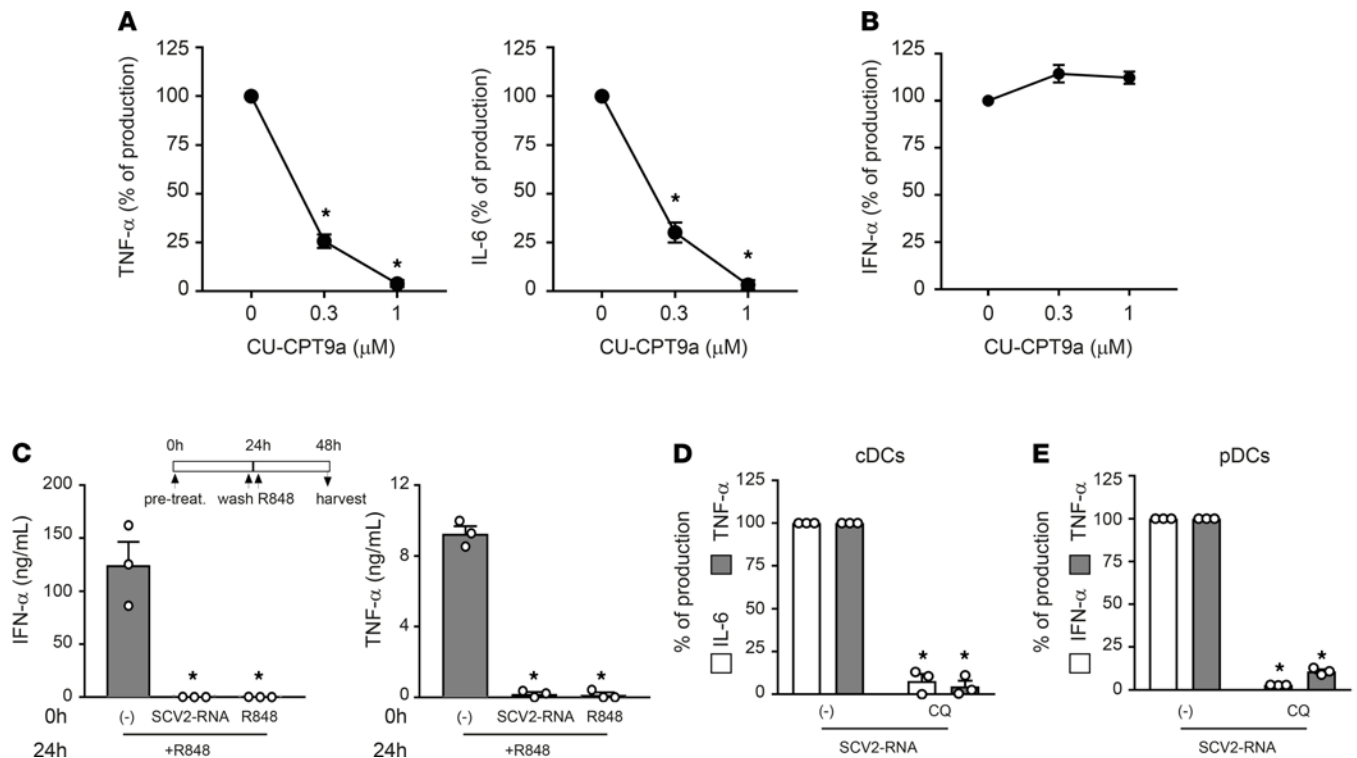 A
B
TNF-α (% of production)
125
100
75
50
25
0
*
*
0 0.3 1
CU-CPT9a (μM)
IL-6 (% of production)
125
100
75
50
25
0
*
*
0 0.3 1
CU-CPT9a (μM)
IFN-α (% of production)
125
100
75
50
25
0
0 0.3 1
CU-CPT9a (μM)
C
0h 24h 48h
pre-treat. wash R848 harvest
IFN-α (ng/mL)
200
150
100
50
0
* *
0h (-) SCV2-RNA R848
24h +R848
TNF-α (ng/mL)
12
8
4
0
* *
0h (-) SCV2-RNA R848
24h +R848
D
cDCs
% of production
IL-6 TNF-α
125
100
75
50
25
0
* *
(-) CQ
SCV2-RNA
E
pDCs
% of production
IFN-α TNF-α
125
100
75
50
25
0
* *
(-) CQ
SCV2-RNA